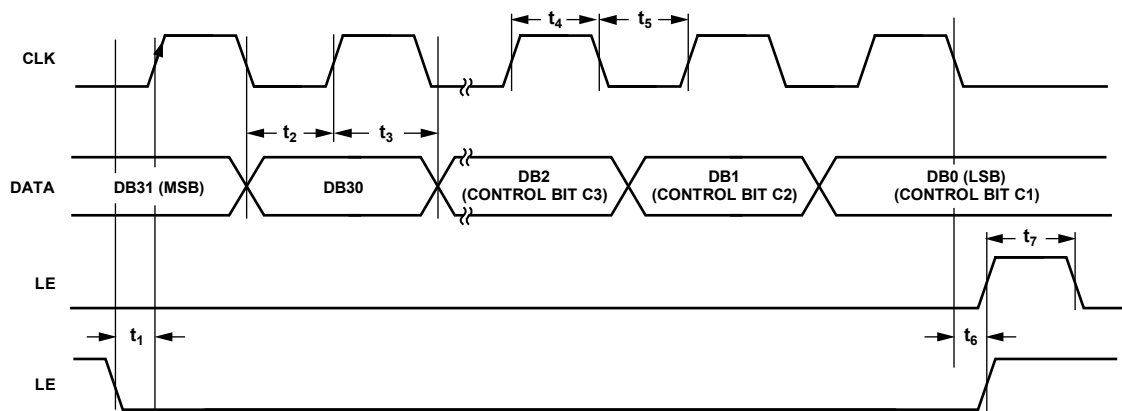 t4
t5
CLK
t2
t3
DATA
DB31 (MSB)
DB30
DB2
(CONTROL BIT C3)
DB1
(CONTROL BIT C2)
DB0 (LSB)
(CONTROL BIT C1)
t7
LE
t1
t6
LE